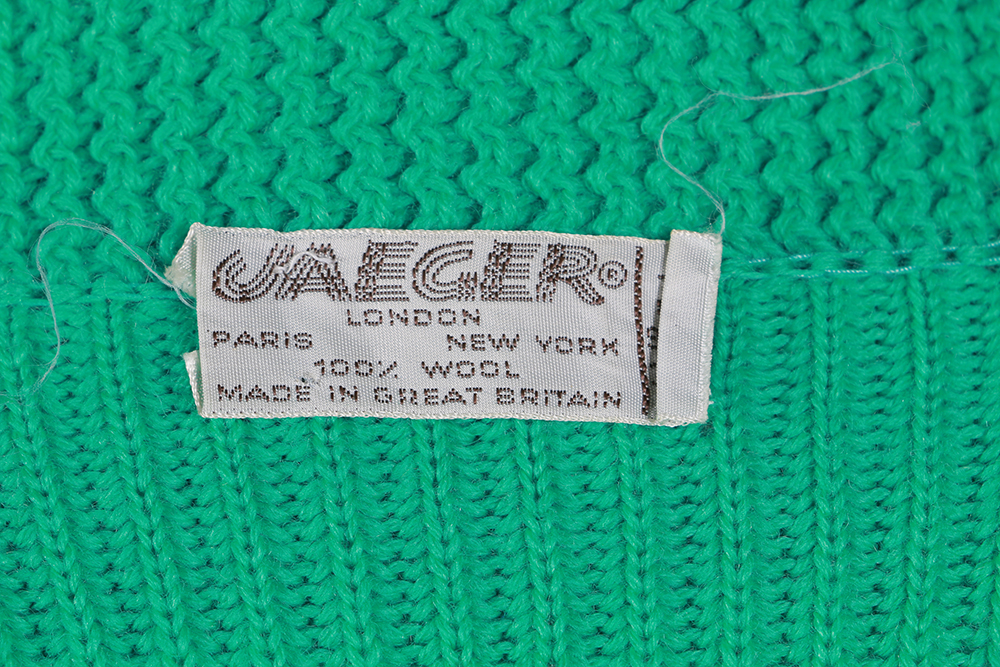 JAEGER®
LONDON
PARIS NEW YORK
100% WOOL
MADE IN GREAT BRITAIN